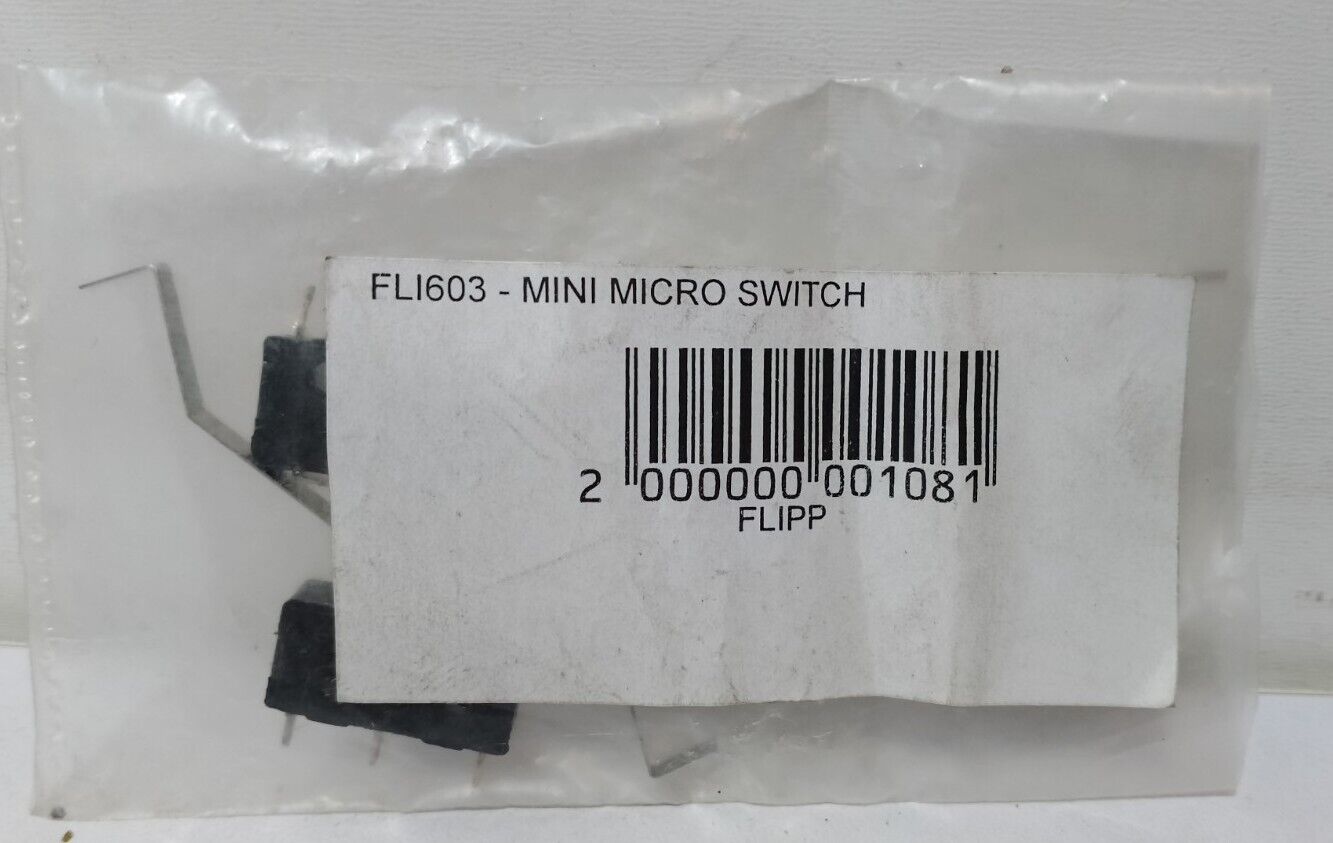 FLI603 - MINI MICRO SWITCH
2 000000 001081
FLIPP